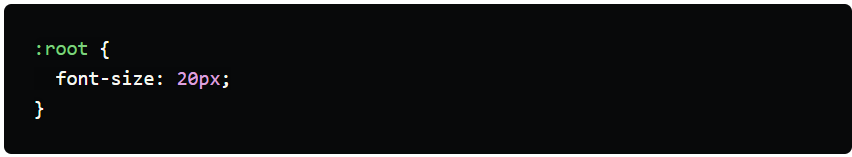 :root {
  font-size: 20px;
}